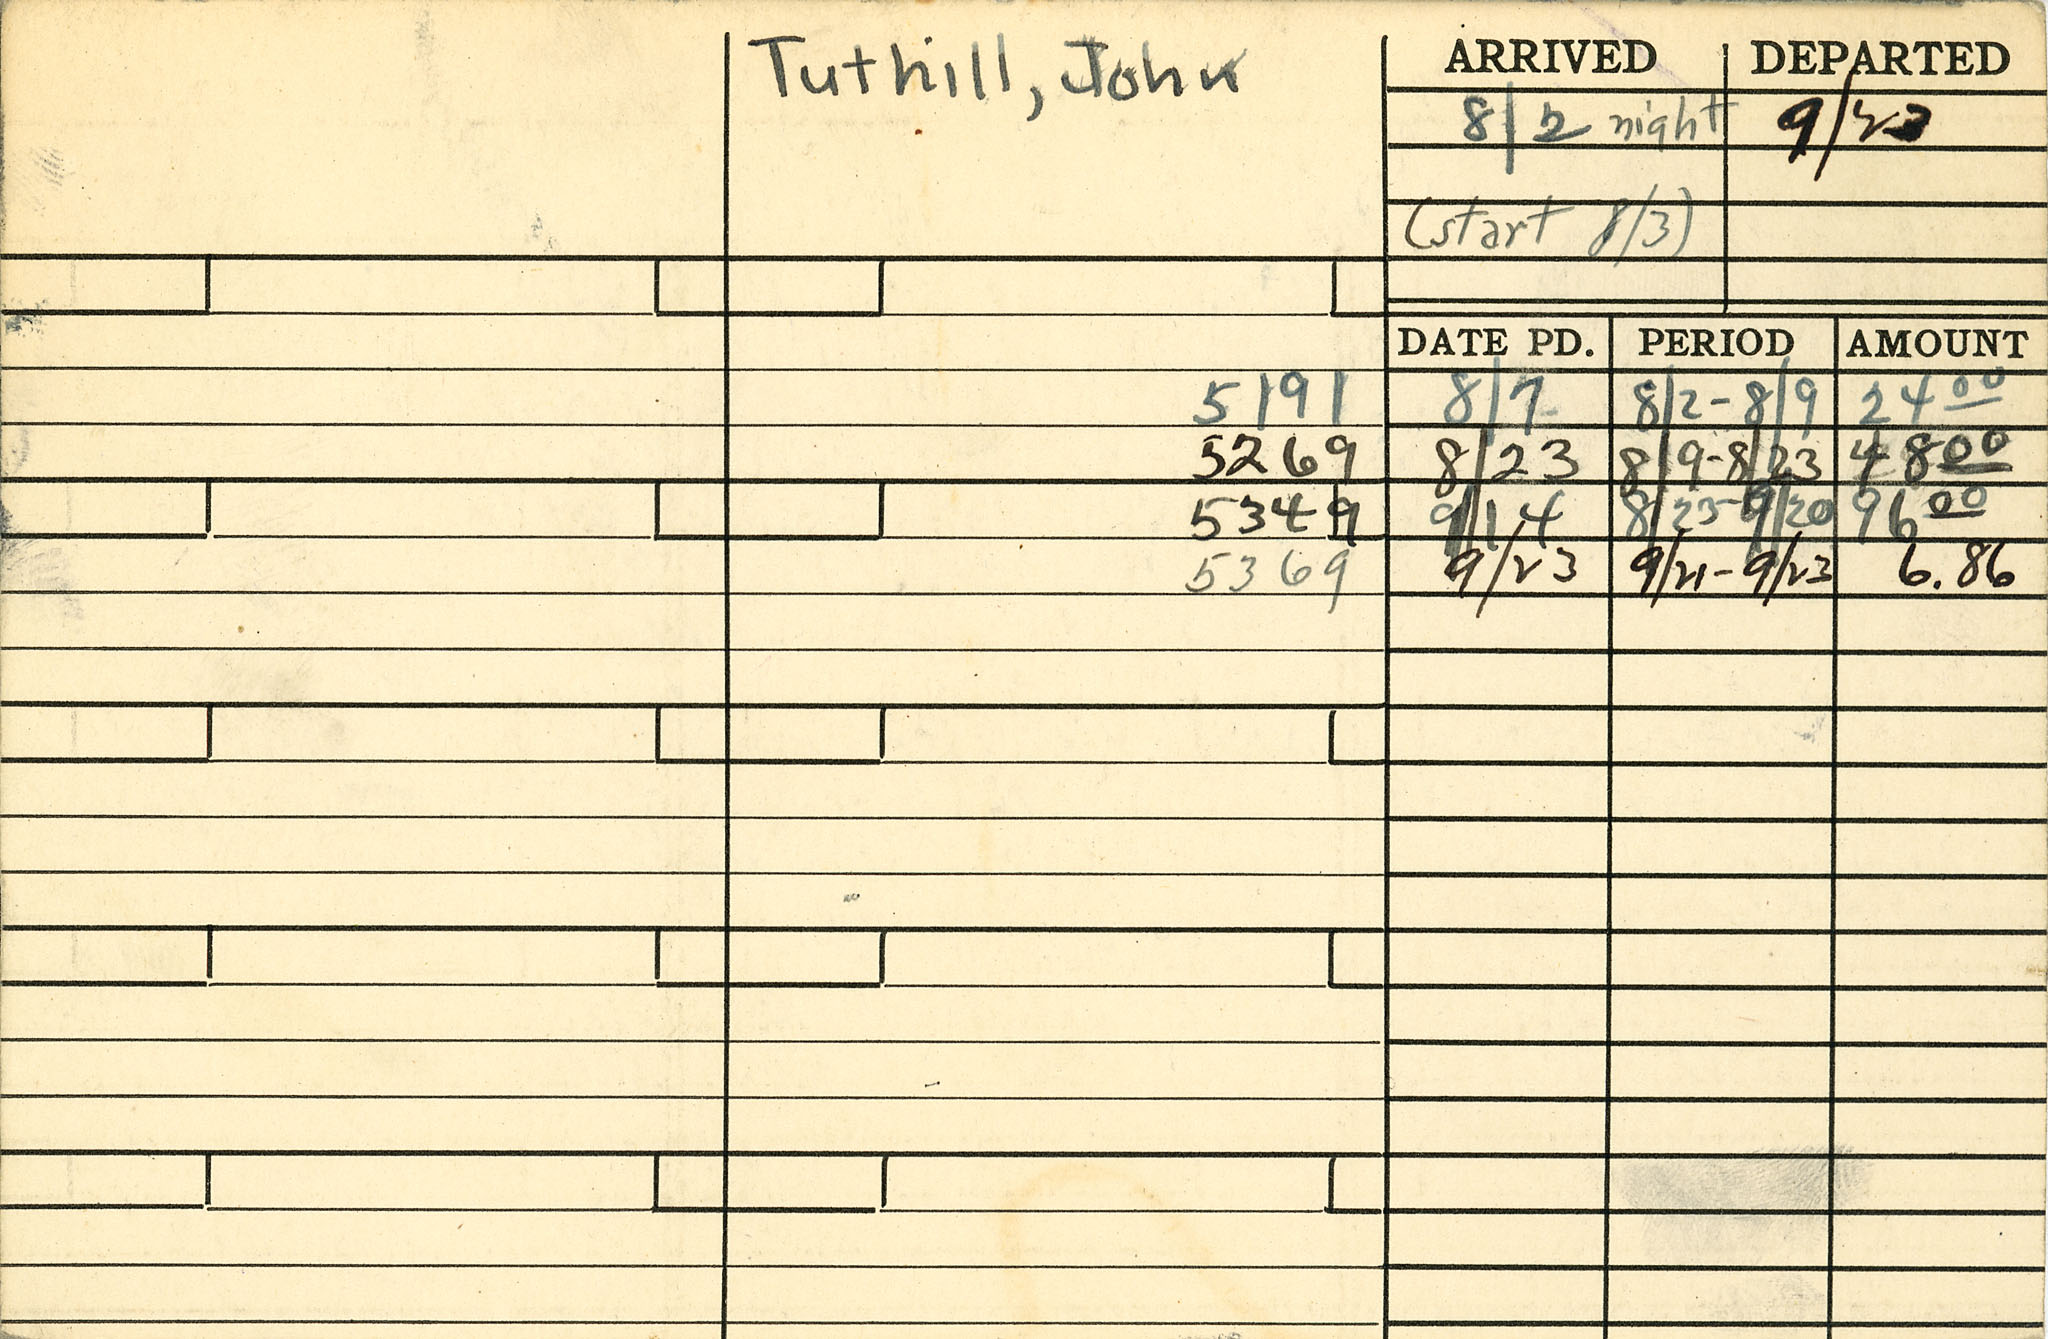 Tuthill, John
ARRIVED DEPARTED
8/2 night 9/23
(start 8/3)
DATE PD. PERIOD AMOUNT
5191 8/7 8/2-8/9 24 00
5269 8/23 8/9-8/23 48 00
5349 9/14 8/23-9/20 96 00
5369 9/23 9/21-9/23 6.86